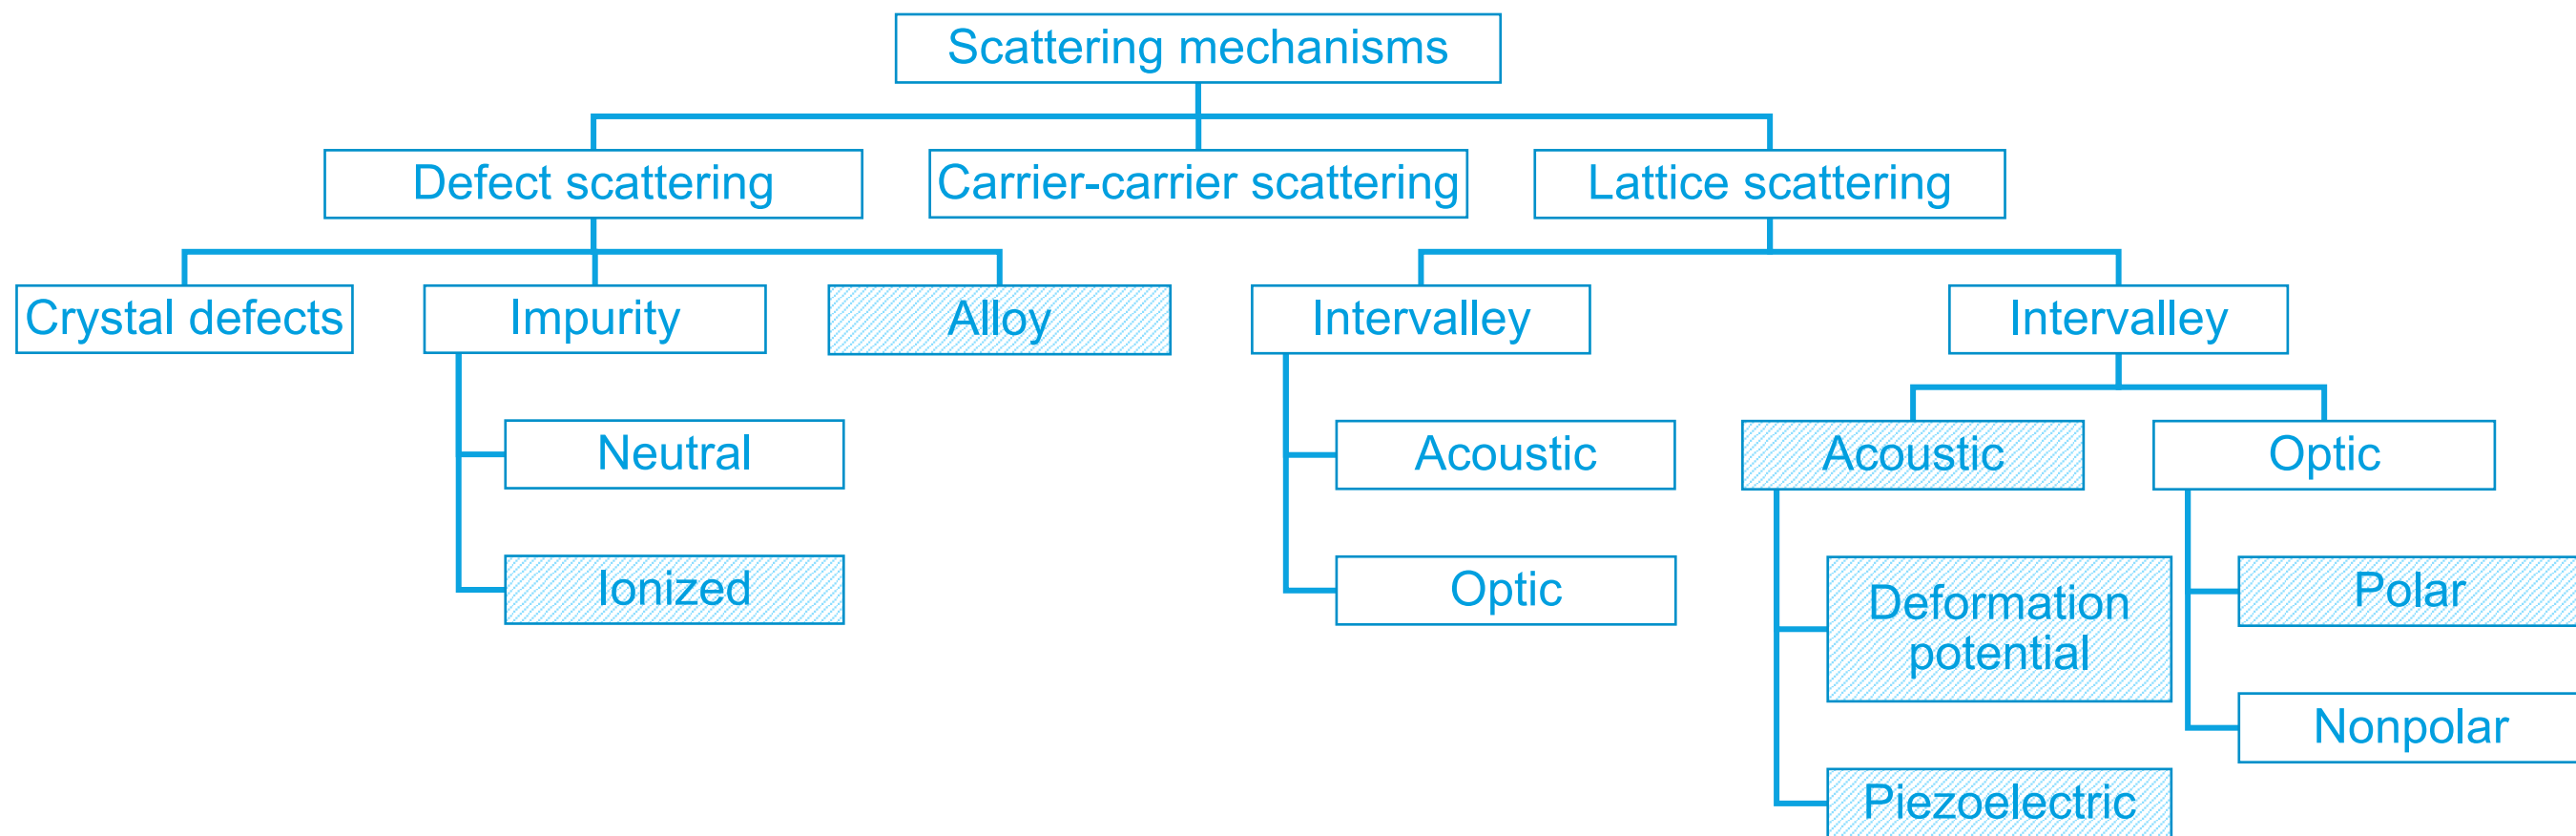 Scattering mechanisms
Defect scattering
Carrier-carrier scattering
Lattice scattering
Crystal defects
Impurity
Alloy
Intervalley
Intervalley
Neutral
Acoustic
Acoustic
Optic
Ionized
Optic
Deformation
potential
Polar
Nonpolar
Piezoelectric